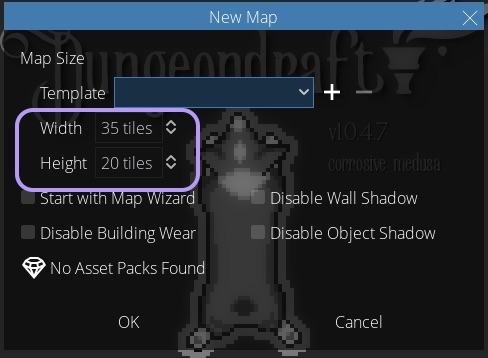 New Map
Map Size
Dungeondraft
Template
Width 35 tiles
v1.0.4.7
Height 20 tiles
corrosive medusa
Start with Map Wizard Disable Wall Shadow
Disable Building Wear Disable Object Shadow
No Asset Packs Found
OK Cancel